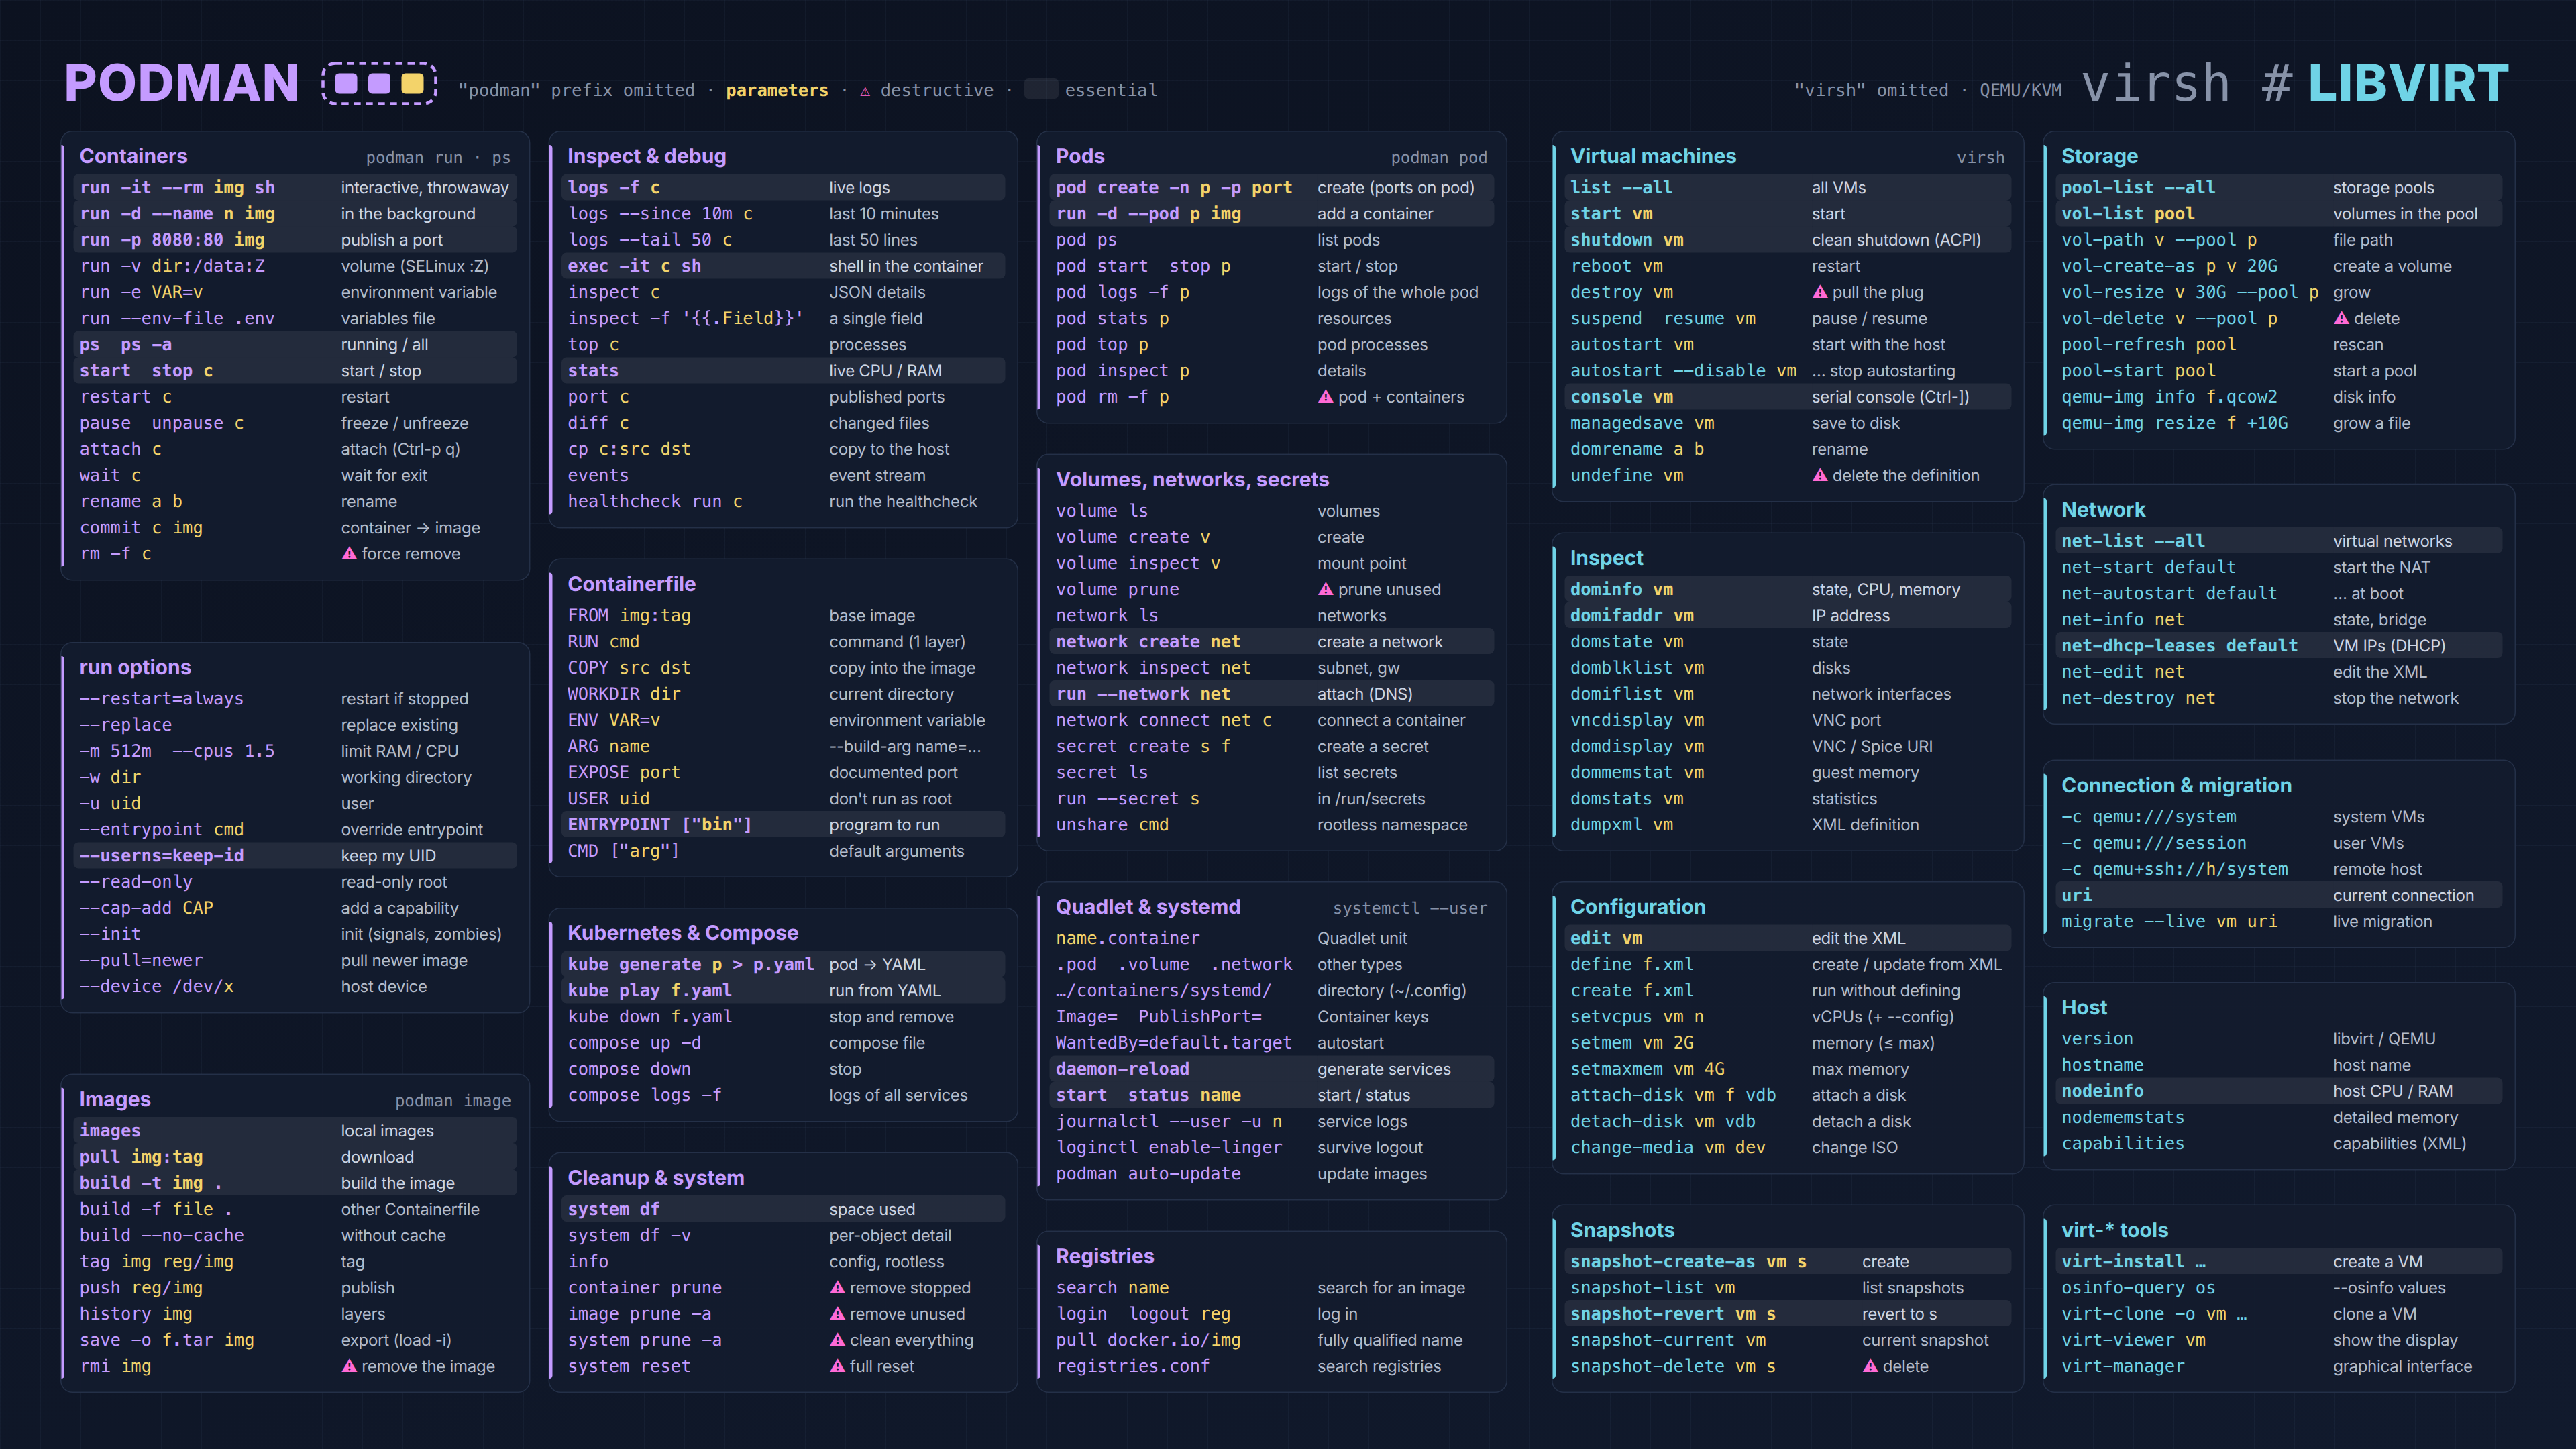 PODMAN "podman" prefix omitted · parameters · ⚠ destructive · essential
"virsh" omitted · QEMU/KVM virsh # LIBVIRT
Containers podman run · ps
run -it --rm img sh interactive, throwaway
run -d --name n img in the background
run -p 8080:80 img publish a port
run -v dir:/data:Z volume (SELinux :Z)
run -e VAR=v environment variable
run --env-file .env variables file
ps ps -a running / all
start stop c start / stop
restart c restart
pause unpause c freeze / unfreeze
attach c attach (Ctrl-p q)
wait c wait for exit
rename a b rename
commit c img container → image
rm -f c ⚠ force remove
run options
--restart=always restart if stopped
--replace replace existing
-m 512m --cpus 1.5 limit RAM / CPU
-w dir working directory
-u uid user
--entrypoint cmd override entrypoint
--userns=keep-id keep my UID
--read-only read-only root
--cap-add CAP add a capability
--init init (signals, zombies)
--pull=newer pull newer image
--device /dev/x host device
Images podman image
images local images
pull img:tag download
build -t img . build the image
build -f file . other Containerfile
build --no-cache without cache
tag img reg/img tag
push reg/img publish
history img layers
save -o f.tar img export (load -i)
rmi img ⚠ remove the image
Inspect & debug
logs -f c live logs
logs --since 10m c last 10 minutes
logs --tail 50 c last 50 lines
exec -it c sh shell in the container
inspect c JSON details
inspect -f '{{.Field}}' a single field
top c processes
stats live CPU / RAM
port c published ports
diff c changed files
cp c:src dst copy to the host
events event stream
healthcheck run c run the healthcheck
Containerfile
FROM img:tag base image
RUN cmd command (1 layer)
COPY src dst copy into the image
WORKDIR dir current directory
ENV VAR=v environment variable
ARG name --build-arg name=…
EXPOSE port documented port
USER uid don't run as root
ENTRYPOINT ["bin"] program to run
CMD ["arg"] default arguments
Kubernetes & Compose
kube generate p > p.yaml pod → YAML
kube play f.yaml run from YAML
kube down f.yaml stop and remove
compose up -d compose file
compose down stop
compose logs -f logs of all services
Cleanup & system
system df space used
system df -v per-object detail
info config, rootless
container prune ⚠ remove stopped
image prune -a ⚠ remove unused
system prune -a ⚠ clean everything
system reset ⚠ full reset
Pods podman pod
pod create -n p -p port create (ports on pod)
run -d --pod p img add a container
pod ps list pods
pod start stop p start / stop
pod logs -f p logs of the whole pod
pod stats p resources
pod top p pod processes
pod inspect p details
pod rm -f p ⚠ pod + containers
Volumes, networks, secrets
volume ls volumes
volume create v create
volume inspect v mount point
volume prune ⚠ prune unused
network ls networks
network create net create a network
network inspect net subnet, gw
run --network net attach (DNS)
network connect net c connect a container
secret create s f create a secret
secret ls list secrets
run --secret s in /run/secrets
unshare cmd rootless namespace
Quadlet & systemd systemctl --user
name.container Quadlet unit
.pod .volume .network other types
…/containers/systemd/ directory (~/.config)
Image= PublishPort= Container keys
WantedBy=default.target autostart
daemon-reload generate services
start status name start / status
journalctl --user -u n service logs
loginctl enable-linger survive logout
podman auto-update update images
Registries
search name search for an image
login logout reg log in
pull docker.io/img fully qualified name
registries.conf search registries
Virtual machines virsh
list --all all VMs
start vm start
shutdown vm clean shutdown (ACPI)
reboot vm restart
destroy vm ⚠ pull the plug
suspend resume vm pause / resume
autostart vm start with the host
autostart --disable vm … stop autostarting
console vm serial console (Ctrl-])
managedsave vm save to disk
domrename a b rename
undefine vm ⚠ delete the definition
Inspect
dominfo vm state, CPU, memory
domifaddr vm IP address
domstate vm state
domblklist vm disks
domiflist vm network interfaces
vncdisplay vm VNC port
domdisplay vm VNC / Spice URI
dommemstat vm guest memory
domstats vm statistics
dumpxml vm XML definition
Configuration
edit vm edit the XML
define f.xml create / update from XML
create f.xml run without defining
setvcpus vm n vCPUs (+ --config)
setmem vm 2G memory (≤ max)
setmaxmem vm 4G max memory
attach-disk vm f vdb attach a disk
detach-disk vm vdb detach a disk
change-media vm dev change ISO
Snapshots
snapshot-create-as vm s create
snapshot-list vm list snapshots
snapshot-revert vm s revert to s
snapshot-current vm current snapshot
snapshot-delete vm s ⚠ delete
Storage
pool-list --all storage pools
vol-list pool volumes in the pool
vol-path v --pool p file path
vol-create-as p v 20G create a volume
vol-resize v 30G --pool p grow
vol-delete v --pool p ⚠ delete
pool-refresh pool rescan
pool-start pool start a pool
qemu-img info f.qcow2 disk info
qemu-img resize f +10G grow a file
Network
net-list --all virtual networks
net-start default start the NAT
net-autostart default … at boot
net-info net state, bridge
net-dhcp-leases default VM IPs (DHCP)
net-edit net edit the XML
net-destroy net stop the network
Connection & migration
-c qemu:///system system VMs
-c qemu:///session user VMs
-c qemu+ssh://h/system remote host
uri current connection
migrate --live vm uri live migration
Host
version libvirt / QEMU
hostname host name
nodeinfo host CPU / RAM
nodememstats detailed memory
capabilities capabilities (XML)
virt-* tools
virt-install … create a VM
osinfo-query os --osinfo values
virt-clone -o vm … clone a VM
virt-viewer vm show the display
virt-manager graphical interface